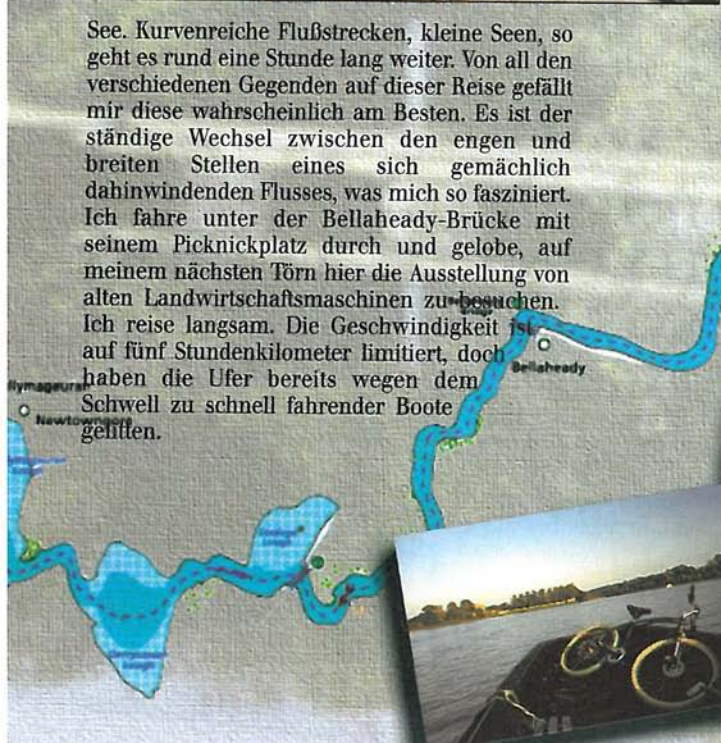 See. Kurvenreiche Flußstrecken, kleine Seen, so
geht es rund eine Stunde lang weiter. Von all den
verschiedenen Gegenden auf dieser Reise gefällt
mir diese wahrscheinlich am Besten. Es ist der
ständige Wechsel zwischen den engen und
breiten Stellen eines sich gemächlich
dahinwindenden Flusses, was mich so fasziniert.
Ich fahre unter der Bellaheady-Brücke mit
seinem Picknickplatz durch und gelobe, auf
meinem nächsten Törn hier die Ausstellung von
alten Landwirtschaftsmaschinen zu besuchen.
Ich reise langsam. Die Geschwindigkeit ist
auf fünf Stundenkilometer limitiert, doch
haben die Ufer bereits wegen dem
Schwell zu schnell fahrender Boote
gelitten.
Bellaheady